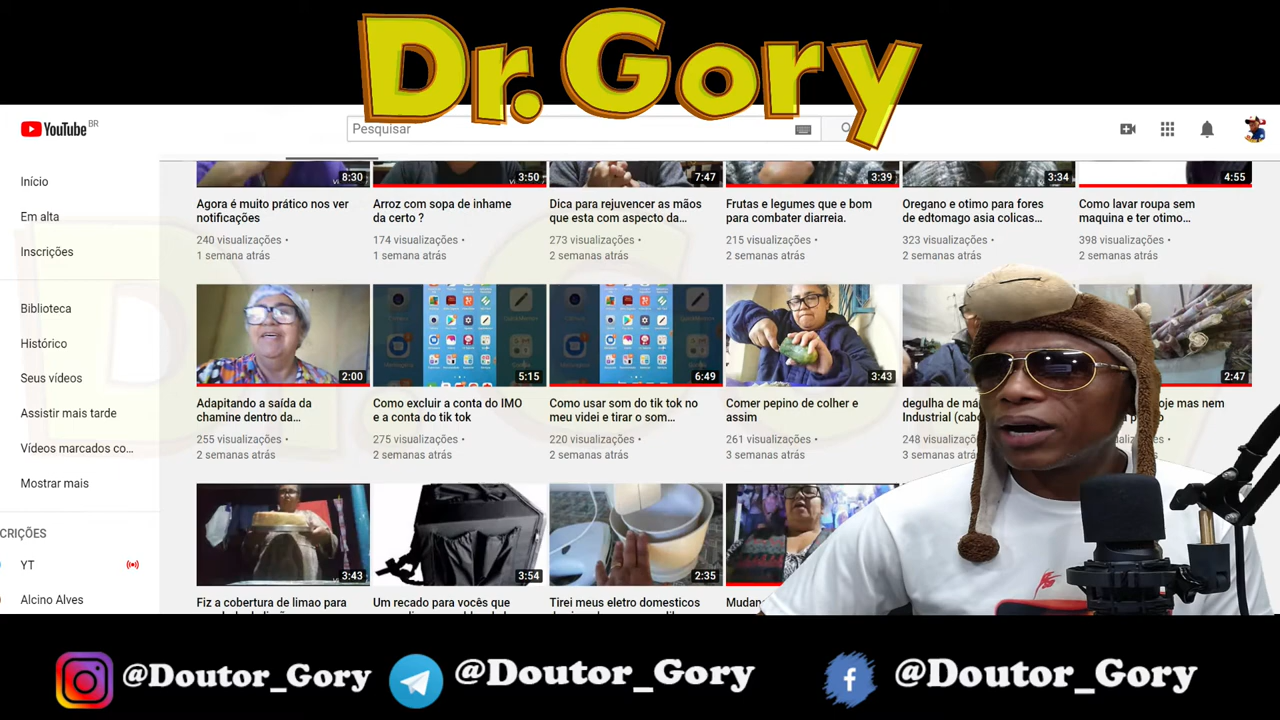 Dr. Gory
YouTube BR
Pesquisar
Início
Em alta
Inscrições
Biblioteca
Histórico
Seus vídeos
Assistir mais tarde
Vídeos marcados co...
Mostrar mais
CRIÇÕES
YT
Alcino Alves
8:30
3:50
7:47
3:39
3:34
4:55
Agora é muito prático nos ver
notificações
240 visualizações •
1 semana atrás
Arroz com sopa de inhame
da certo ?
174 visualizações •
1 semana atrás
Dica para rejuvencer as mãos
que esta com aspecto da...
273 visualizações •
2 semanas atrás
Frutas e legumes que e bom
para combater diarreia.
215 visualizações •
2 semanas atrás
Oregano e otimo para fores
de edtomago asia colicas...
323 visualizações •
2 semanas atrás
Como lavar roupa sem
maquina e ter otimo...
398 visualizações •
2 semanas atrás
2:00
5:15
6:49
3:43
2:47
Adapitando a saída da
chamine dentro da...
255 visualizações •
2 semanas atrás
Como excluir a conta do IMO
e a conta do tik tok
275 visualizações •
2 semanas atrás
Como usar som do tik tok no
meu videi e tirar o som...
220 visualizações •
2 semanas atrás
Comer pepino de colher e
assim
261 visualizações •
3 semanas atrás
degulha de
Industrial
248
3 semanas
oje mas nem
3:43
3:54
2:35
Fiz a cobertura de limao para
Um recado para vocês que
Tirei meus eletro domesticos
@Doutor_Gory
@Doutor_Gory
@Doutor_Gory